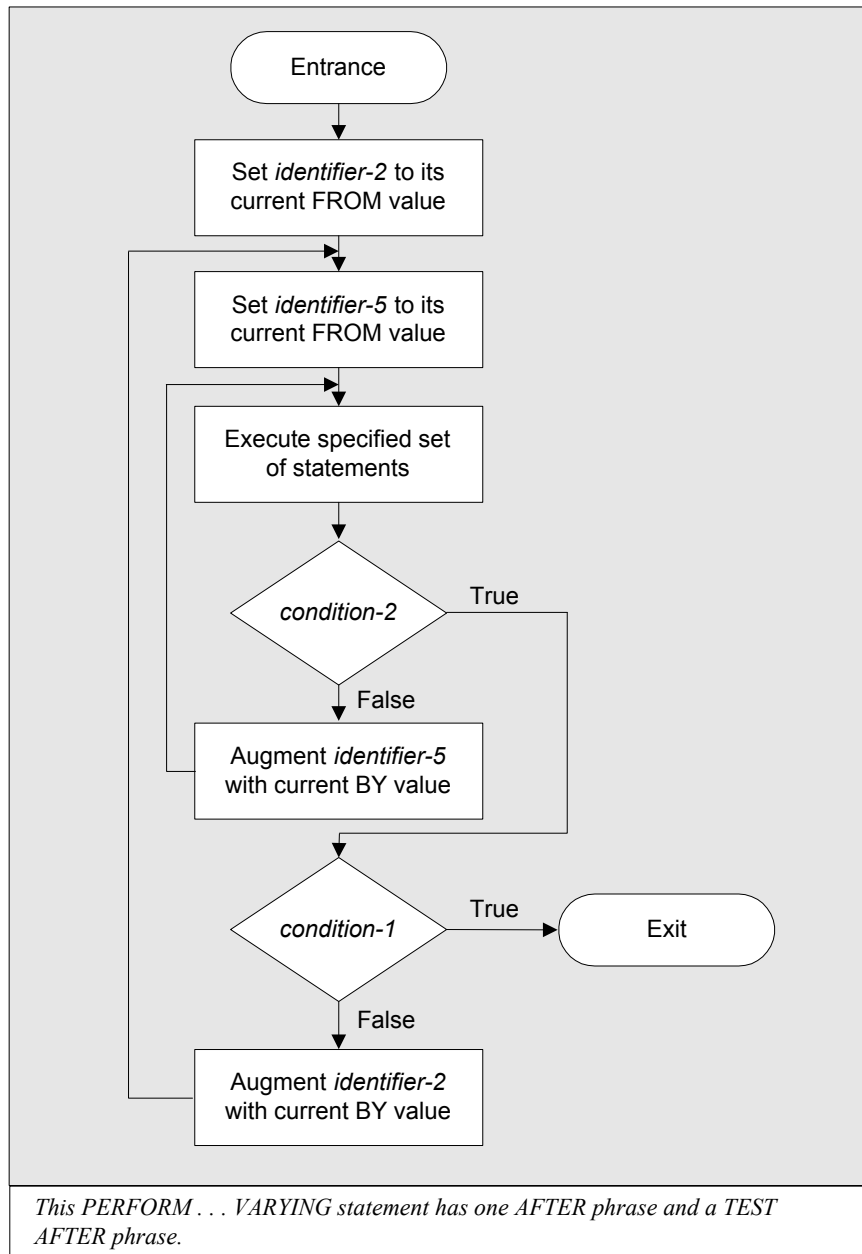 Entrance
Set identifier-2 to its
current FROM value
Set identifier-5 to its
current FROM value
Execute specified set
of statements
condition-2
True
False
Augment identifier-5
with current BY value
condition-1
True
Exit
False
Augment identifier-2
with current BY value
This PERFORM . . . VARYING statement has one AFTER phrase and a TEST
AFTER phrase.